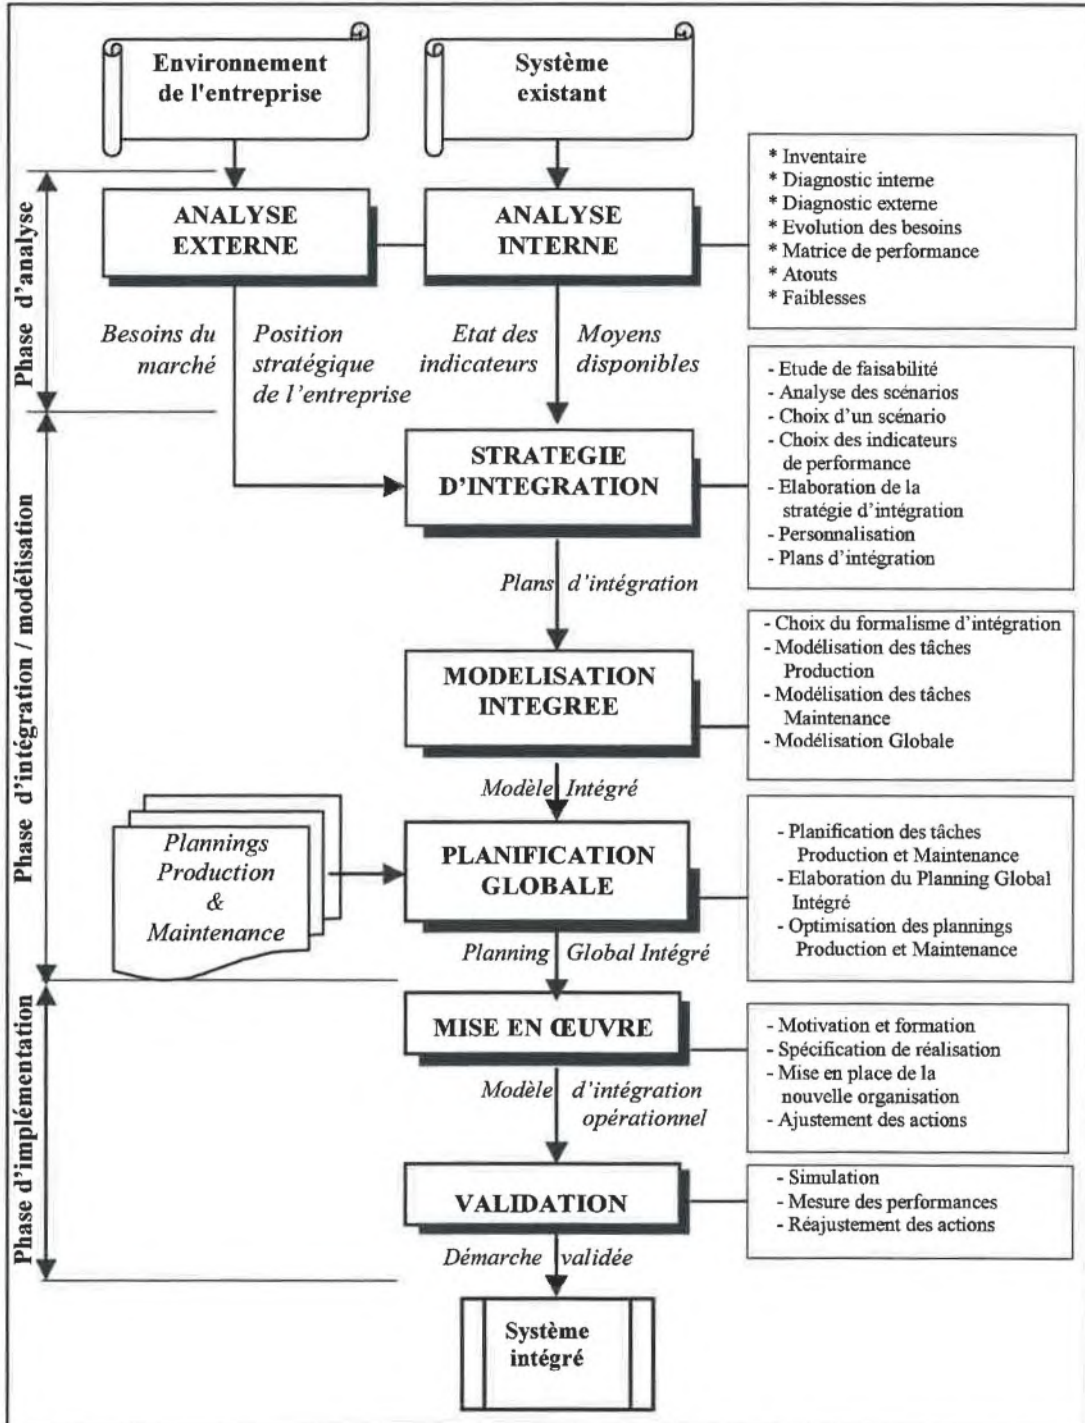 Environnement
de l'entreprise
Système
existant
Phase d'analyse
ANALYSE
EXTERNE
ANALYSE
INTERNE
* Inventaire
* Diagnostic interne
* Diagnostic externe
* Evolution des besoins
* Matrice de performance
* Atouts
* Faiblesses
Besoins du
marché
Position
stratégique
de l'entreprise
Etat des
indicateurs
Moyens
disponibles
Phase d'intégration / modélisation
STRATEGIE
D'INTEGRATION
- Etude de faisabilité
- Analyse des scénarios
- Choix d'un scénario
- Choix des indicateurs
de performance
- Elaboration de la
stratégie d'intégration
- Personnalisation
- Plans d'intégration
Plans d'intégration
MODELISATION
INTEGREE
- Choix du formalisme d'intégration
- Modélisation des tâches
Production
- Modélisation des tâches
Maintenance
- Modélisation Globale
Modèle Intégré
Plannings
Production
&
Maintenance
PLANIFICATION
GLOBALE
- Planification des tâches
Production et Maintenance
- Elaboration du Planning Global
Intégré
- Optimisation des plannings
Production et Maintenance
Planning Global Intégré
Phase d'implémentation
MISE EN ŒUVRE
- Motivation et formation
- Spécification de réalisation
- Mise en place de la
nouvelle organisation
- Ajustement des actions
Modèle d'intégration
opérationnel
VALIDATION
- Simulation
- Mesure des performances
- Réajustement des actions
Démarche validée
Système
intégré